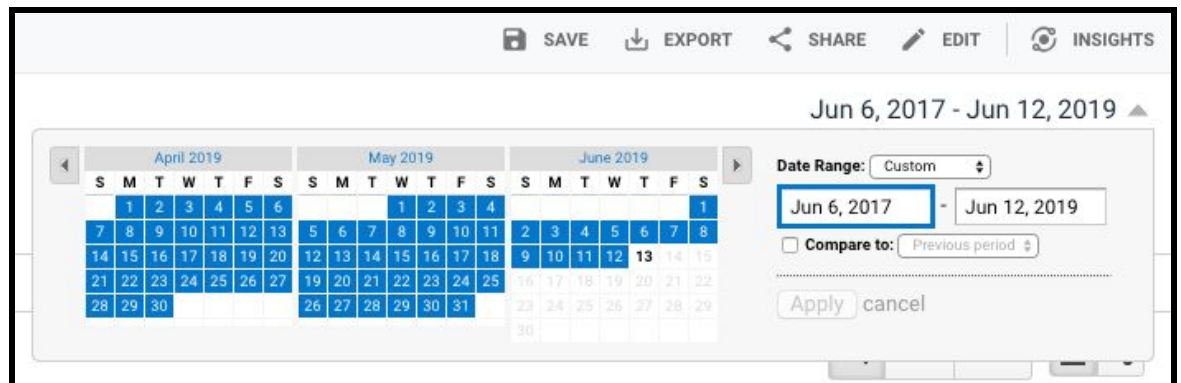 SAVE EXPORT SHARE EDIT INSIGHTS
Jun 6, 2017 - Jun 12, 2019
April 2019 May 2019 June 2019
S M T W T F S S M T W T F S S M T W T F S
1 2 3 4 5 6 1 2 3 4 1
7 8 9 10 11 12 13 5 6 7 8 9 10 11 2 3 4 5 6 7 8
14 15 16 17 18 19 20 12 13 14 15 16 17 18 9 10 11 12 13 14 15
21 22 23 24 25 26 27 19 20 21 22 23 24 25 16 17 18 19 20 21 22
28 29 30 26 27 28 29 30 31 23 24 25 26 27 28 29
30
Date Range: Custom
Jun 6, 2017 - Jun 12, 2019
Compare to: Previous period
Apply cancel